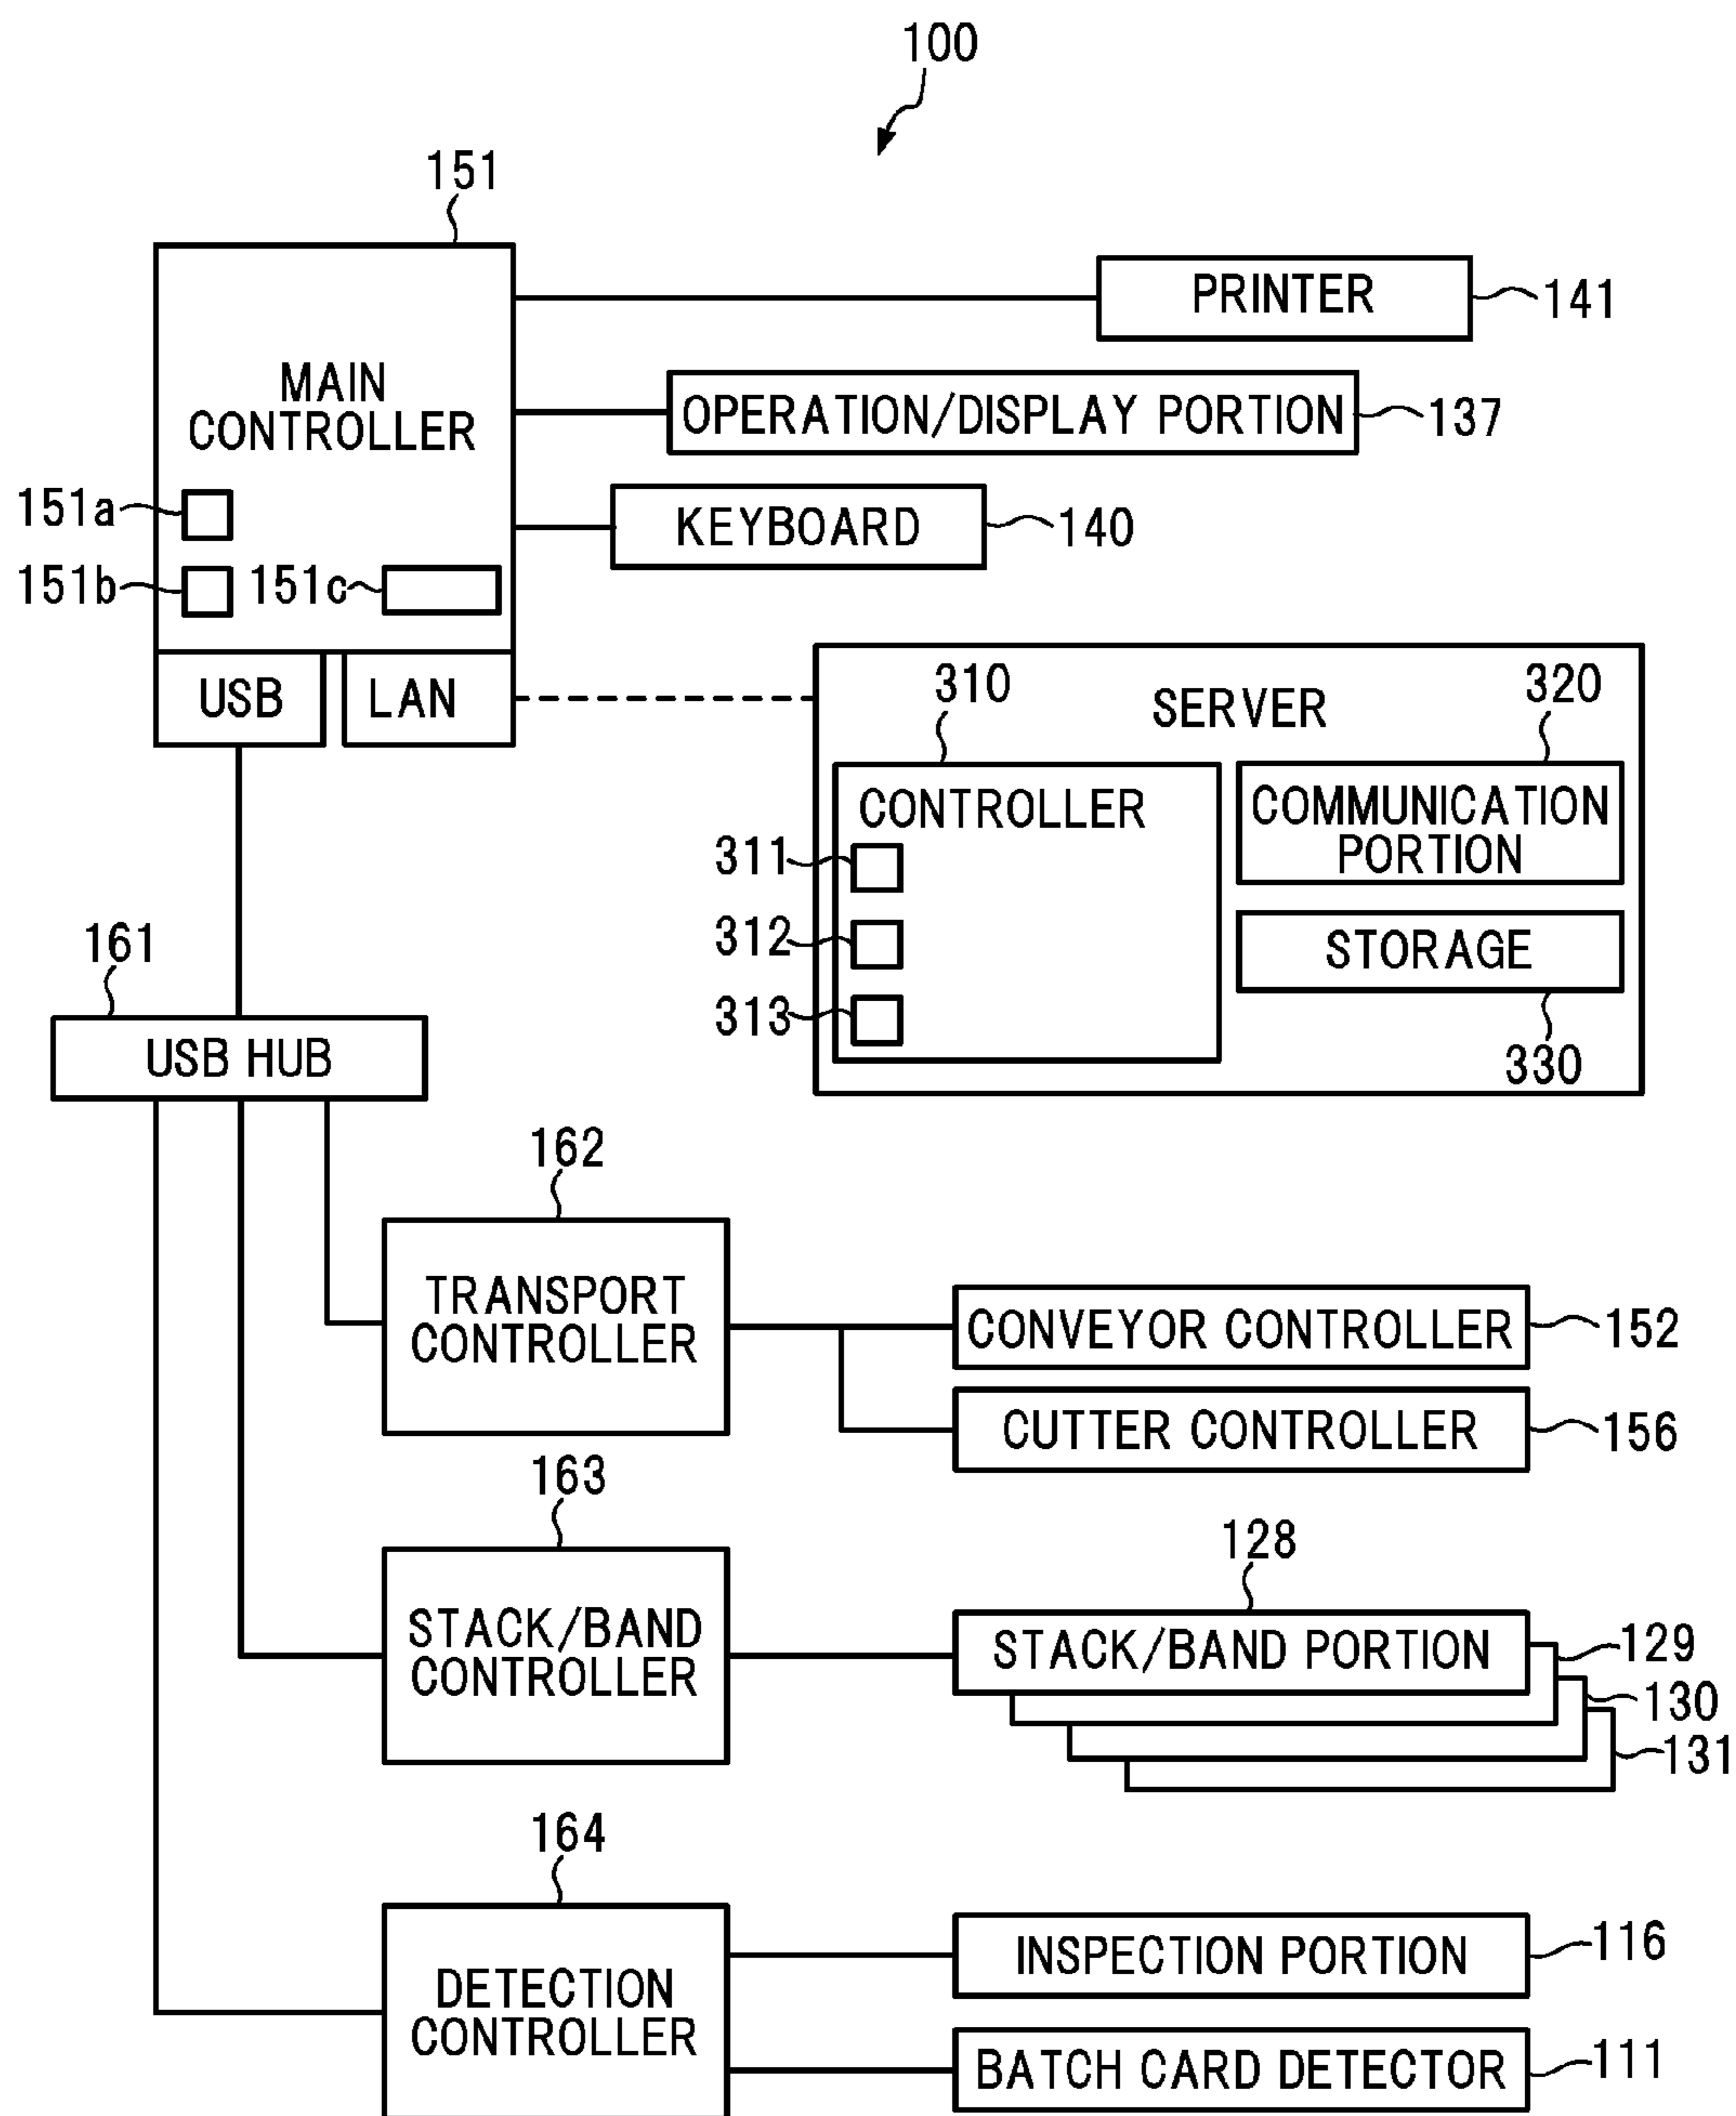 100
151
MAIN
CONTROLLER
151a
151b
151c
USB
LAN
PRINTER
141
OPERATION/DISPLAY PORTION
137
KEYBOARD
140
SERVER
310
320
CONTROLLER
311
312
313
COMMUNICATION
PORTION
STORAGE
330
161
USB HUB
162
TRANSPORT
CONTROLLER
CONVEYOR CONTROLLER
152
CUTTER CONTROLLER
156
163
STACK/BAND
CONTROLLER
128
STACK/BAND PORTION
129
130
131
164
DETECTION
CONTROLLER
INSPECTION PORTION
116
BATCH CARD DETECTOR
111